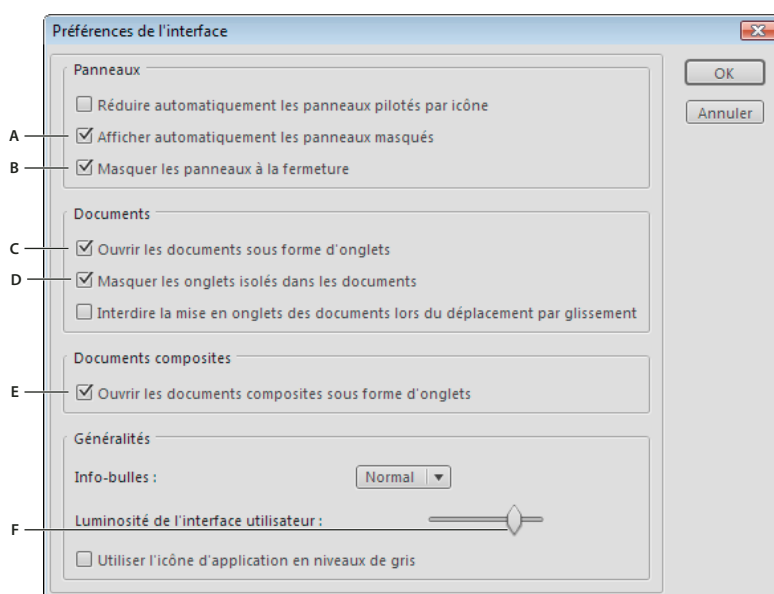 Préférences de l'interface
Panneaux
OK
Réduire automatiquement les panneaux pilotés par icône
Annuler
A Afficher automatiquement les panneaux masqués
B Masquer les panneaux à la fermeture
Documents
C Ouvrir les documents sous forme d'onglets
D Masquer les onglets isolés dans les documents
Interdire la mise en onglets des documents lors du déplacement par glissement
Documents composites
E Ouvrir les documents composites sous forme d'onglets
Généralités
Info-bulles : Normal
Luminosité de l'interface utilisateur :
F
Utiliser l'icône d'application en niveaux de gris